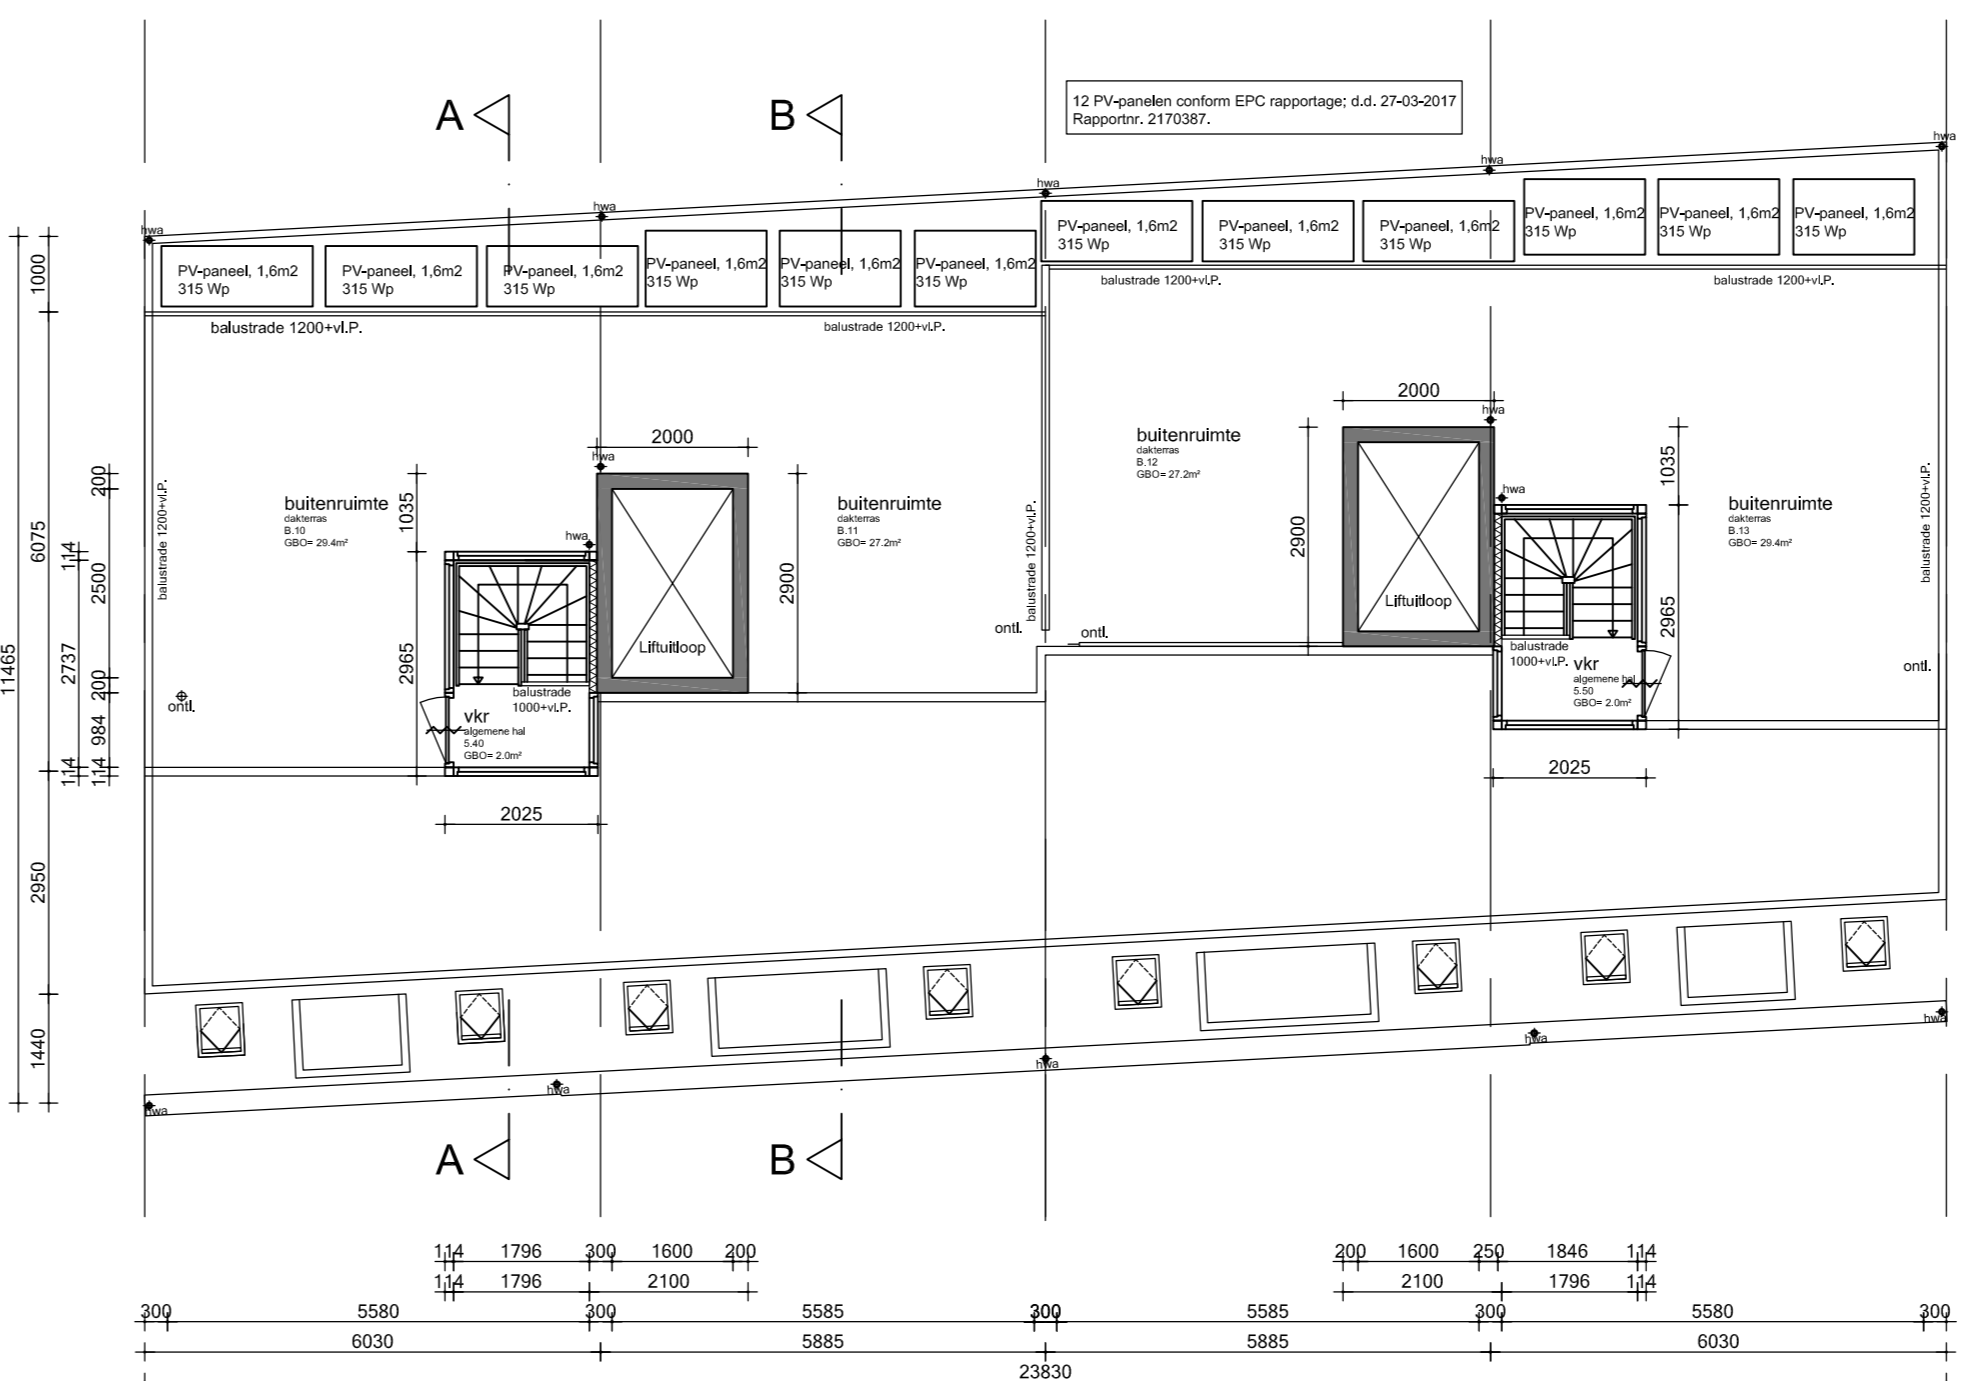 A
B
12 PV-panelen conform EPC rapportage; d.d. 27-03-2017
Rapportnr. 2170387.
hwa
hwa
hwa
hwa
hwa
PV-paneel, 1,6m2
315 Wp
PV-paneel, 1,6m2
315 Wp
PV-paneel, 1,6m2
315 Wp
PV-paneel, 1,6m2
315 Wp
PV-paneel, 1,6m2
315 Wp
PV-paneel, 1,6m2
315 Wp
PV-paneel, 1,6m2
315 Wp
PV-paneel, 1,6m2
315 Wp
PV-paneel, 1,6m2
315 Wp
PV-paneel, 1,6m2
315 Wp
PV-paneel, 1,6m2
315 Wp
PV-paneel, 1,6m2
315 Wp
balustrade 1200+vl.P.
balustrade 1200+vl.P.
balustrade 1200+vl.P.
balustrade 1200+vl.P.
11465
1000
6075
2950
1440
114
2737
114
200
2500
200
984
114
balustrade 1200+vl.P.
buitenruimte
dakterras
B.10
GBO= 29.4m²
1035
2965
hwa
hwa
2000
2900
Liftuitloop
balustrade
1000+vl.P.
vkr
algemene hal
5.40
GBO= 2.0m²
2025
ontl.
buitenruimte
dakterras
B.11
GBO= 27.2m²
balustrade 1200+vl.P.
ontl.
ontl.
buitenruimte
dakterras
B.12
GBO= 27.2m²
2000
2900
hwa
hwa
Liftuitloop
balustrade
1000+vl.P.
vkr
algemene hal
5.50
GBO= 2.0m²
2025
1035
2965
buitenruimte
dakterras
B.13
GBO= 29.4m²
balustrade 1200+vl.P.
ontl.
hwa
hwa
hwa
hwa
hwa
A
B
114 1796 300 1600 200
200 1600 250 1846 114
114 1796 2100
2100 1796 114
300 5580 300 5585 300 5585 300 5580 300
6030 5885 5885 6030
23830